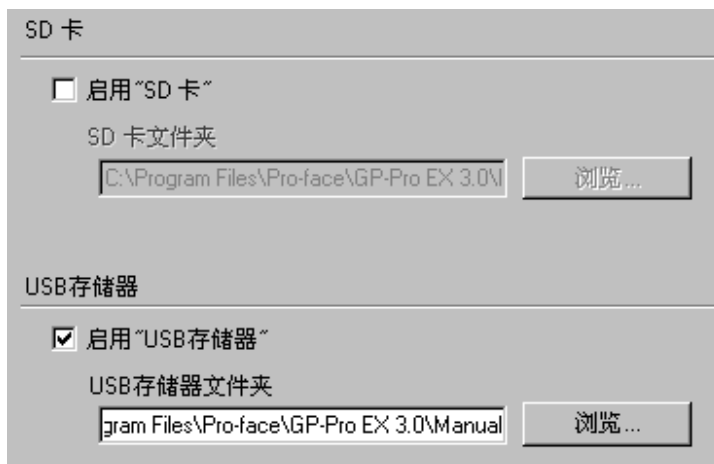 SD 卡
启用"SD 卡"
SD 卡文件夹
C:\Program Files\Pro-face\GP-Pro EX 3.0\
浏览...
USB存储器
启用"USB存储器"
USB存储器文件夹
gram Files\Pro-face\GP-Pro EX 3.0\Manual
浏览...